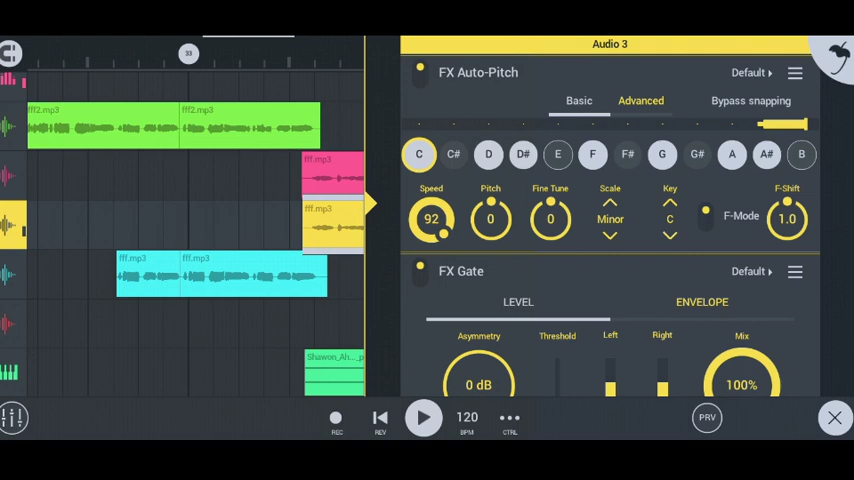 Audio 3
33
FX Auto-Pitch
Default
Basic
Advanced
Bypass snapping
fff2.mp3
fff2.mp3
C C# D D# E F F# G G# A A# B
fff.mp3
Speed
Pitch
Fine Tune
Scale
Key
F-Shift
fff.mp3
92
0
0
Minor
C
F-Mode
1.0
fff.mp3
fff.mp3
FX Gate
Default
LEVEL
ENVELOPE
Asymmetry
Threshold
Left
Right
Mix
Shawon_Ah..._p
0 dB
100%
120
PRV
REC
REV
BPM
CTRL